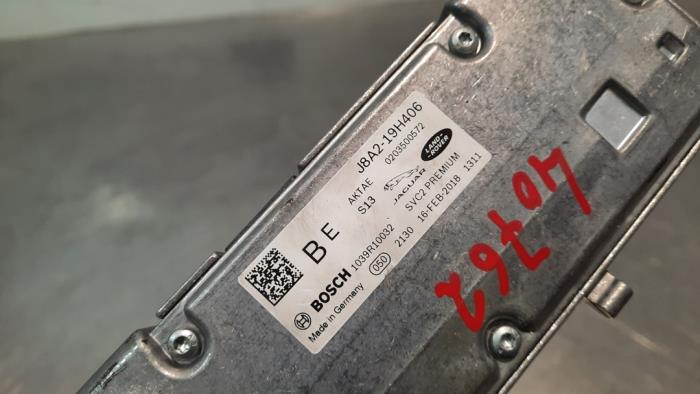 J8A2-19H406
AKTAE 0203500572
S13 JAGUAR LAND-ROVER
BE
1039R10032 SVC2 PREMIUM
BOSCH 050 2130 16-FEB-2018 1311
Made in Germany